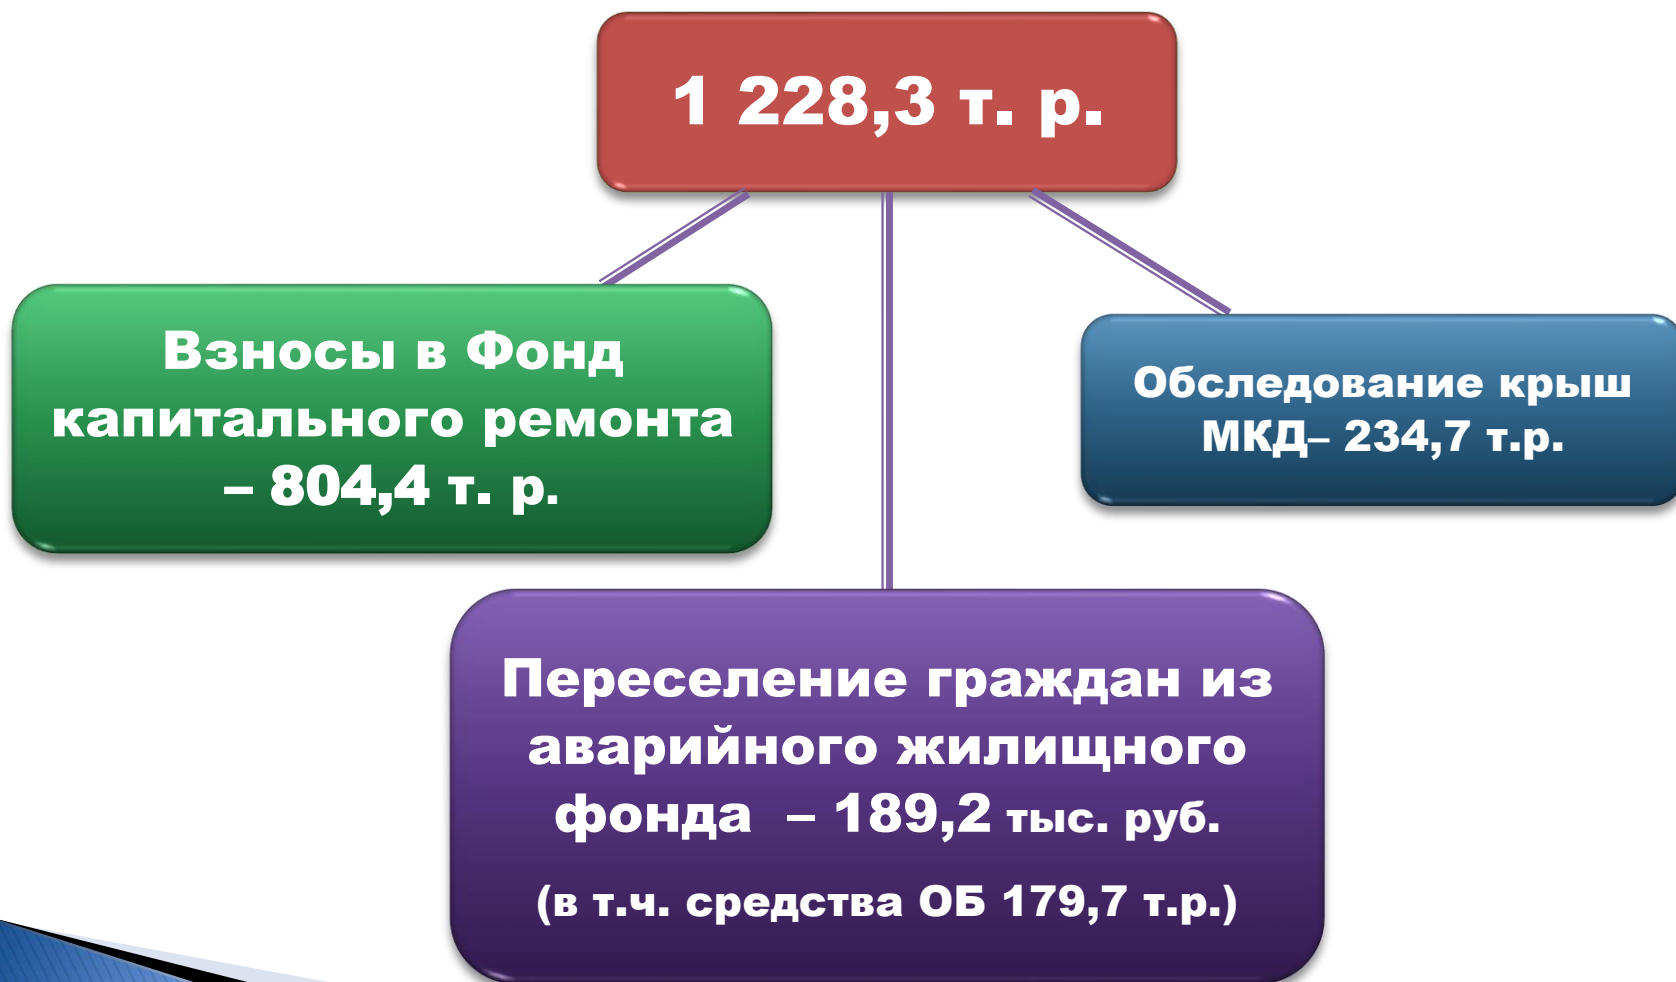 1 228,3 т. р.
Взносы в Фонд
капитального ремонта
– 804,4 т. р.
Обследование крыш
МКД– 234,7 т.р.
Переселение граждан из
аварийного жилищного
фонда – 189,2 тыс. руб.
(в т.ч. средства ОБ 179,7 т.р.)